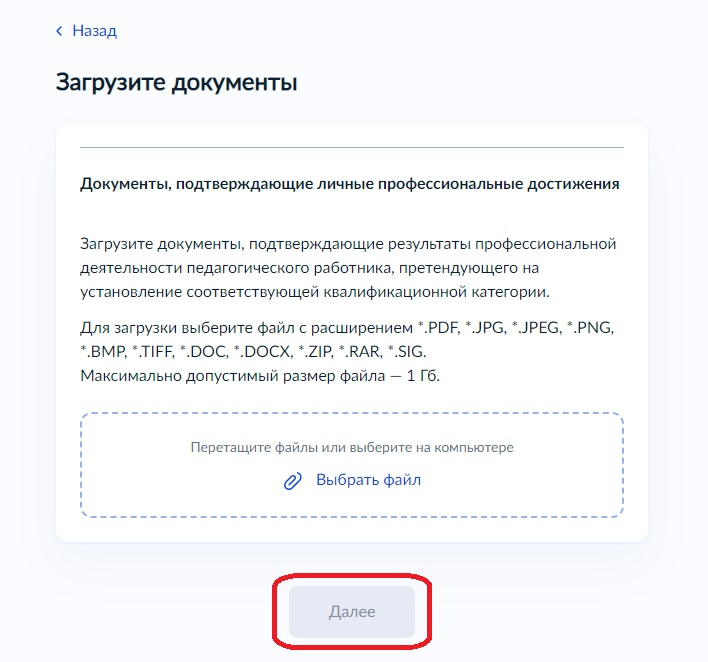 Назад
Загрузите документы
Документы, подтверждающие личные профессиональные достижения
Загрузите документы, подтверждающие результаты профессиональной
деятельности педагогического работника, претендующего на
установление соответствующей квалификационной категории.
Для загрузки выберите файл с расширением *.PDF, *.JPG, *.JPEG, *.PNG,
*.BMP, *.TIFF, *.DOC, *.DOCX, *.ZIP, *.RAR, *.SIG.
Максимально допустимый размер файла — 1 Гб.
Перетащите файлы или выберите на компьютере
Выбрать файл
Далее